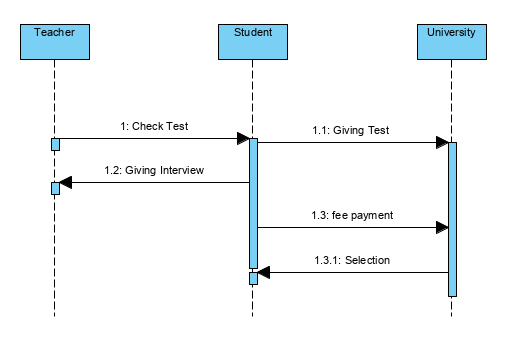 Teacher
Student
University
1: Check Test
1.1: Giving Test
1.2: Giving Interview
1.3: fee payment
1.3.1: Selection